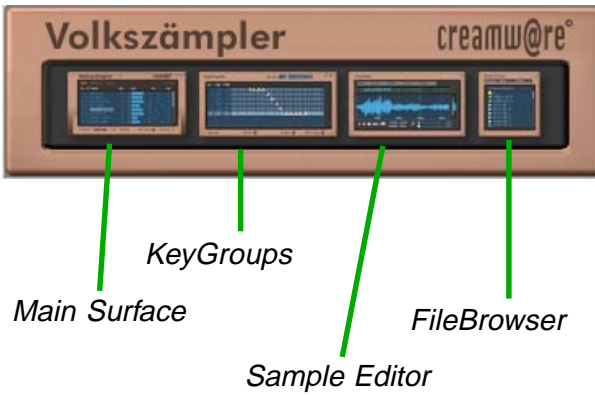 Volkszämpler creamw@re°
KeyGroups
Main Surface
FileBrowser
Sample Editor